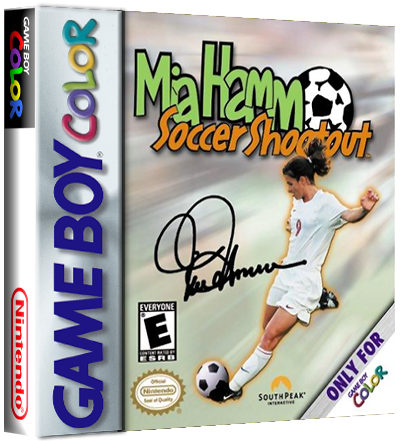 GAME BOY
COLOR
Nintendo
GAME BOY COLOR
Mia Hamm
Soccer Shootout
TM
9
EVERYONE
E
CONTENT RATED BY
ESRB
Official
Nintendo
Seal of Quality
SOUTHPEAK
INTERACTIVE
ONLY FOR
GAME BOY
COLOR